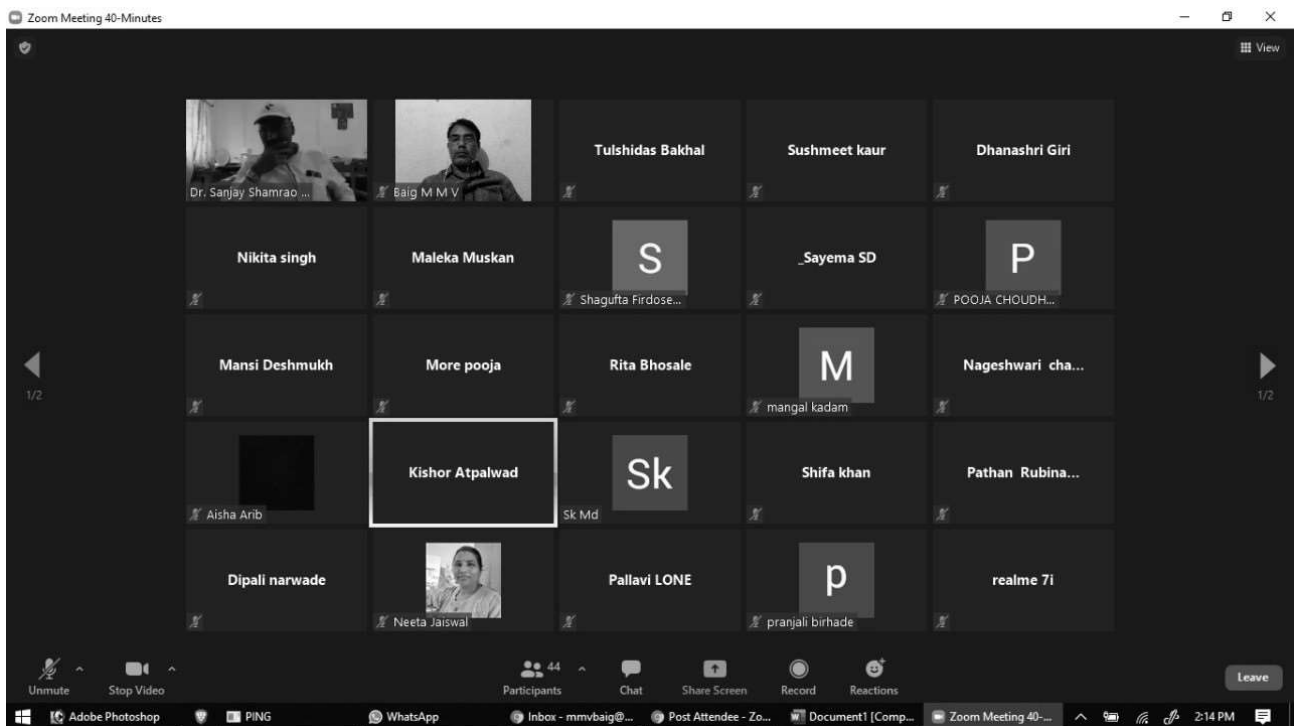 Zoom Meeting 40-Minutes
View
Dr. Sanjay Shamrao ...
Baig M M V
Tulshidas Bakhal
Sushmeet kaur
Dhanashri Giri
Nikita singh
Maleka Muskan
S
Shagufta Firdose...
_Sayema SD
P
POOJA CHOUDH...
Mansi Deshmukh
More pooja
Rita Bhosale
M
mangal kadam
Nageshwari cha...
1/2
1/2
Aisha Arib
Kishor Atpalwad
Sk
Sk Md
Shifa khan
Pathan Rubina...
Dipali narwade
Neeta Jaiswal
Pallavi LONE
p
pranjali birhade
realme 7i
Unmute
Stop Video
44
Participants
Chat
Share Screen
Record
Reactions
Leave
Adobe Photoshop
PING
WhatsApp
Inbox - mmvbaig@...
Post Attendee - Zo...
Document1 [Comp...
Zoom Meeting 40-...
2:14 PM